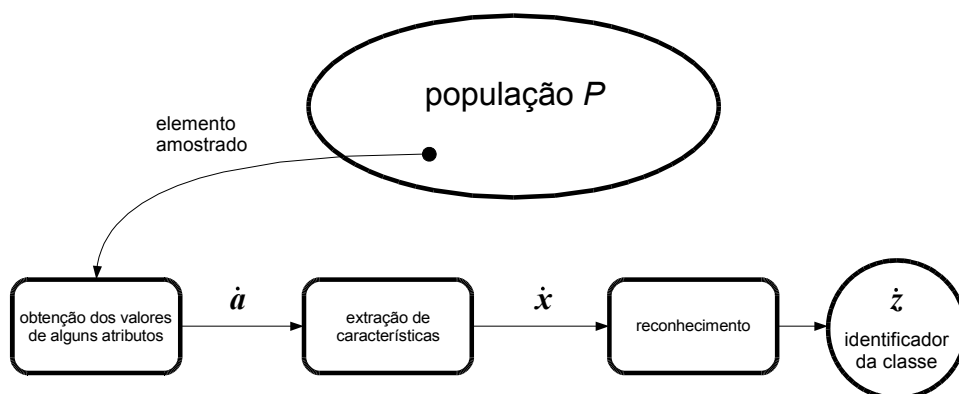 população P
elemento
amostrado
obtenção dos valores
de alguns atributos
ȧ
extração de
características
ẋ
reconhecimento
ż
identificador
da classe